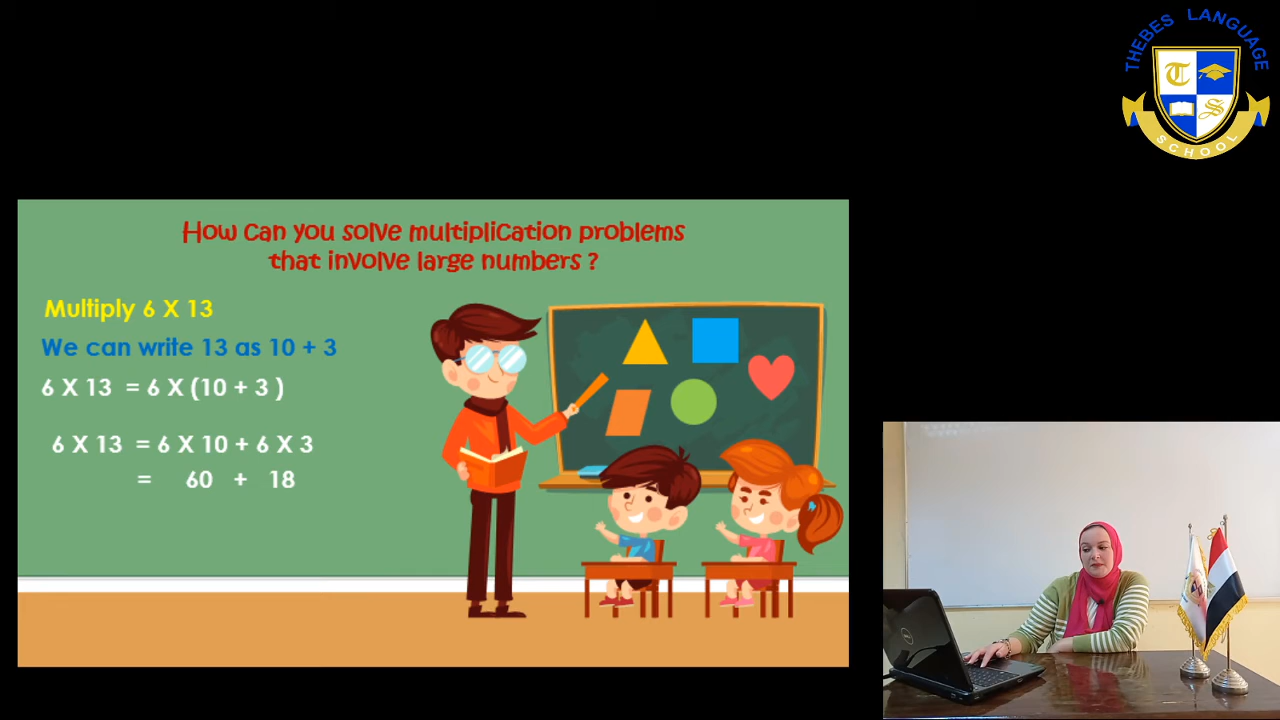 THEBES LANGUAGE
T
S
SCHOOL
How can you solve multiplication problems
that involve large numbers ?
Multiply 6 X 13
We can write 13 as 10 + 3
6 X 13 = 6 X (10 + 3 )
6 X 13 = 6 X 10 + 6 X 3
= 60 + 18